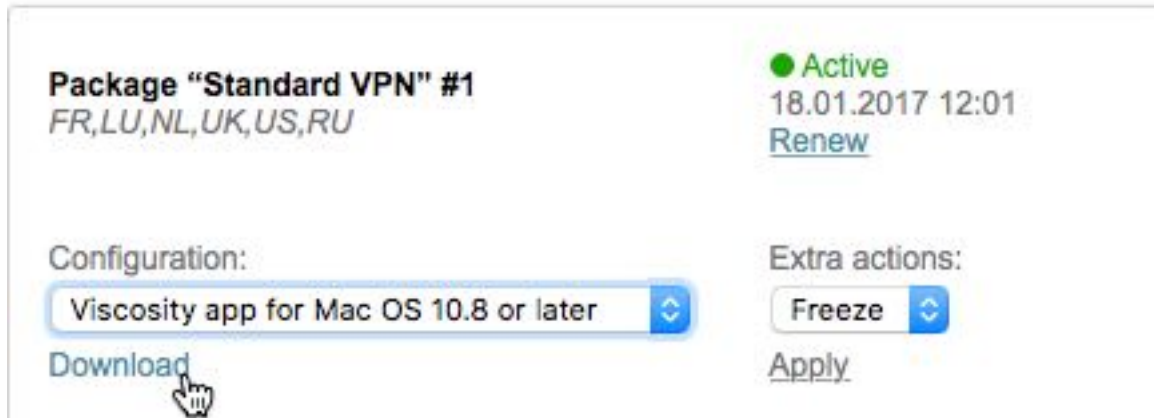 Package “Standard VPN” #1
FR,LU,NL,UK,US,RU
Active
18.01.2017 12:01
Renew
Configuration:
Viscosity app for Mac OS 10.8 or later
Download
Extra actions:
Freeze
Apply